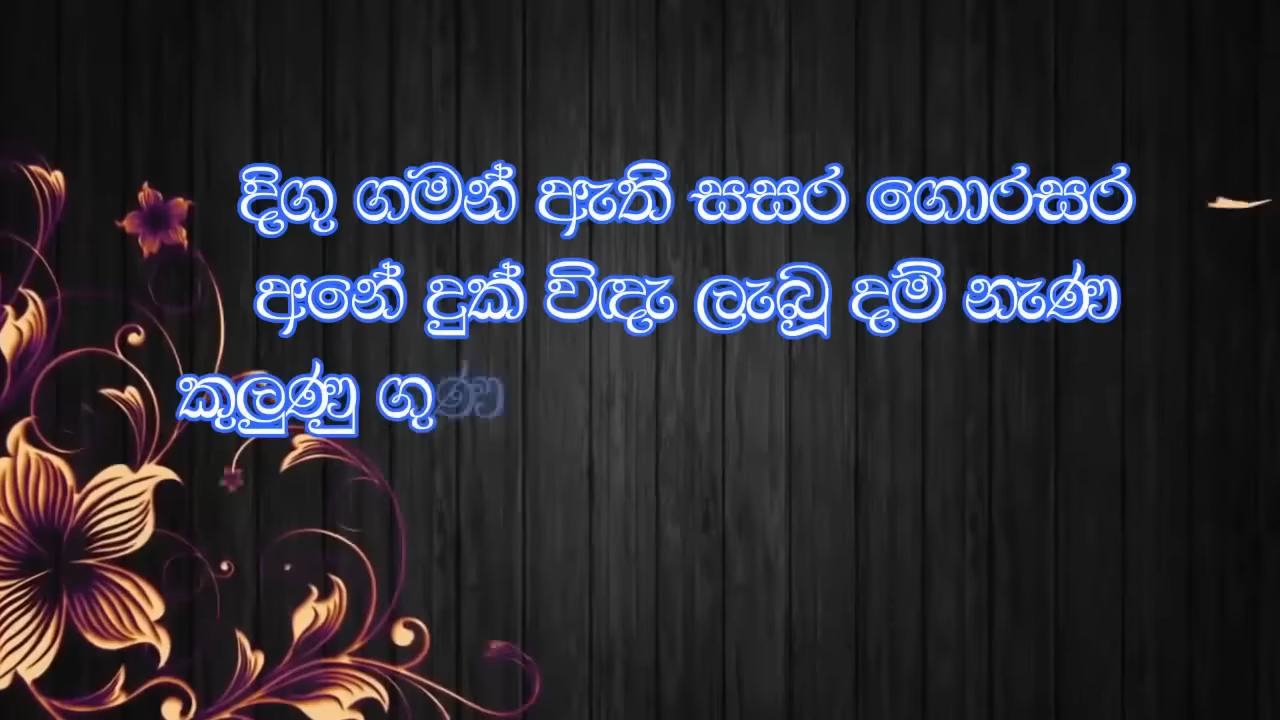 දිගු ගමන් ඇති සසර ගොරසර
අනේ දුක් විඳැ ලැබූ දම් නැණ
කුලුණු ගුණ